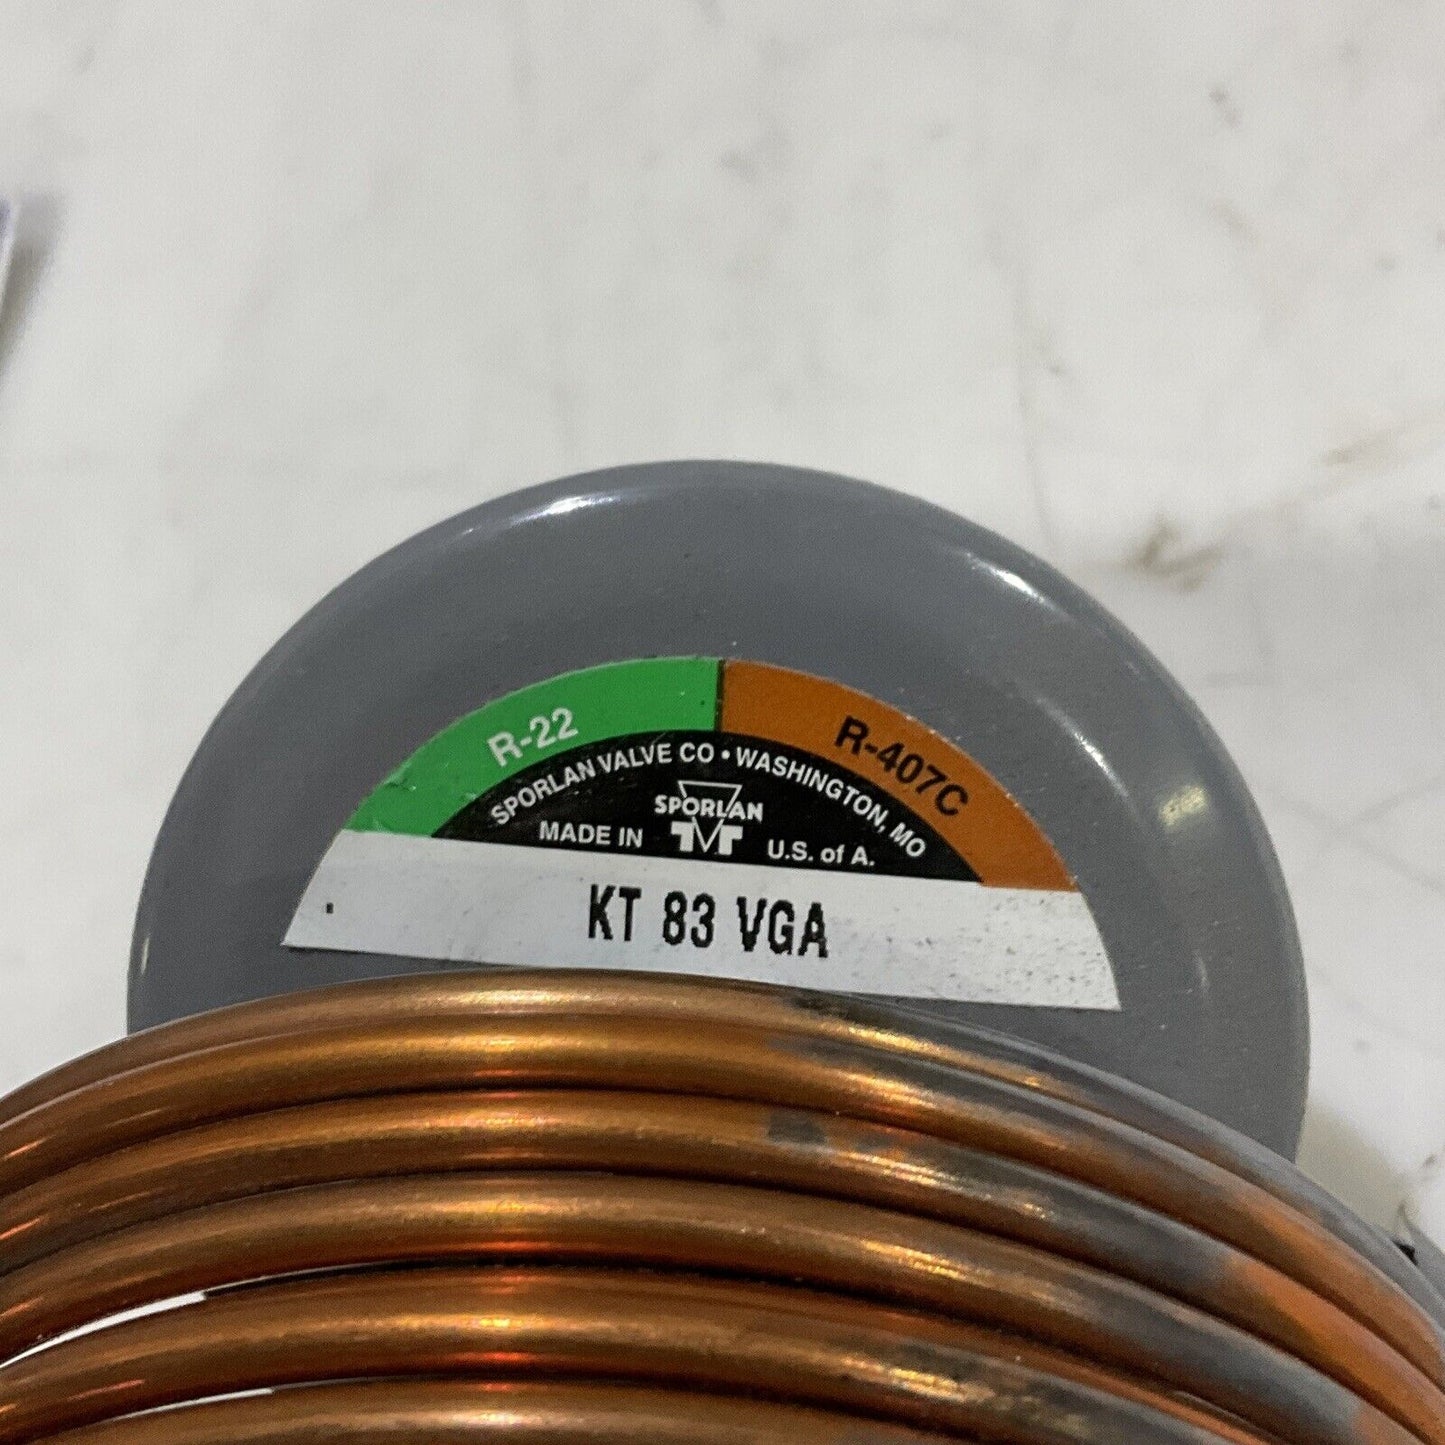 R-22 R-407C
SPORLAN VALVE CO • WASHINGTON, MO
SPORLAN
MADE IN U.S. of A.
KT 83 VGA